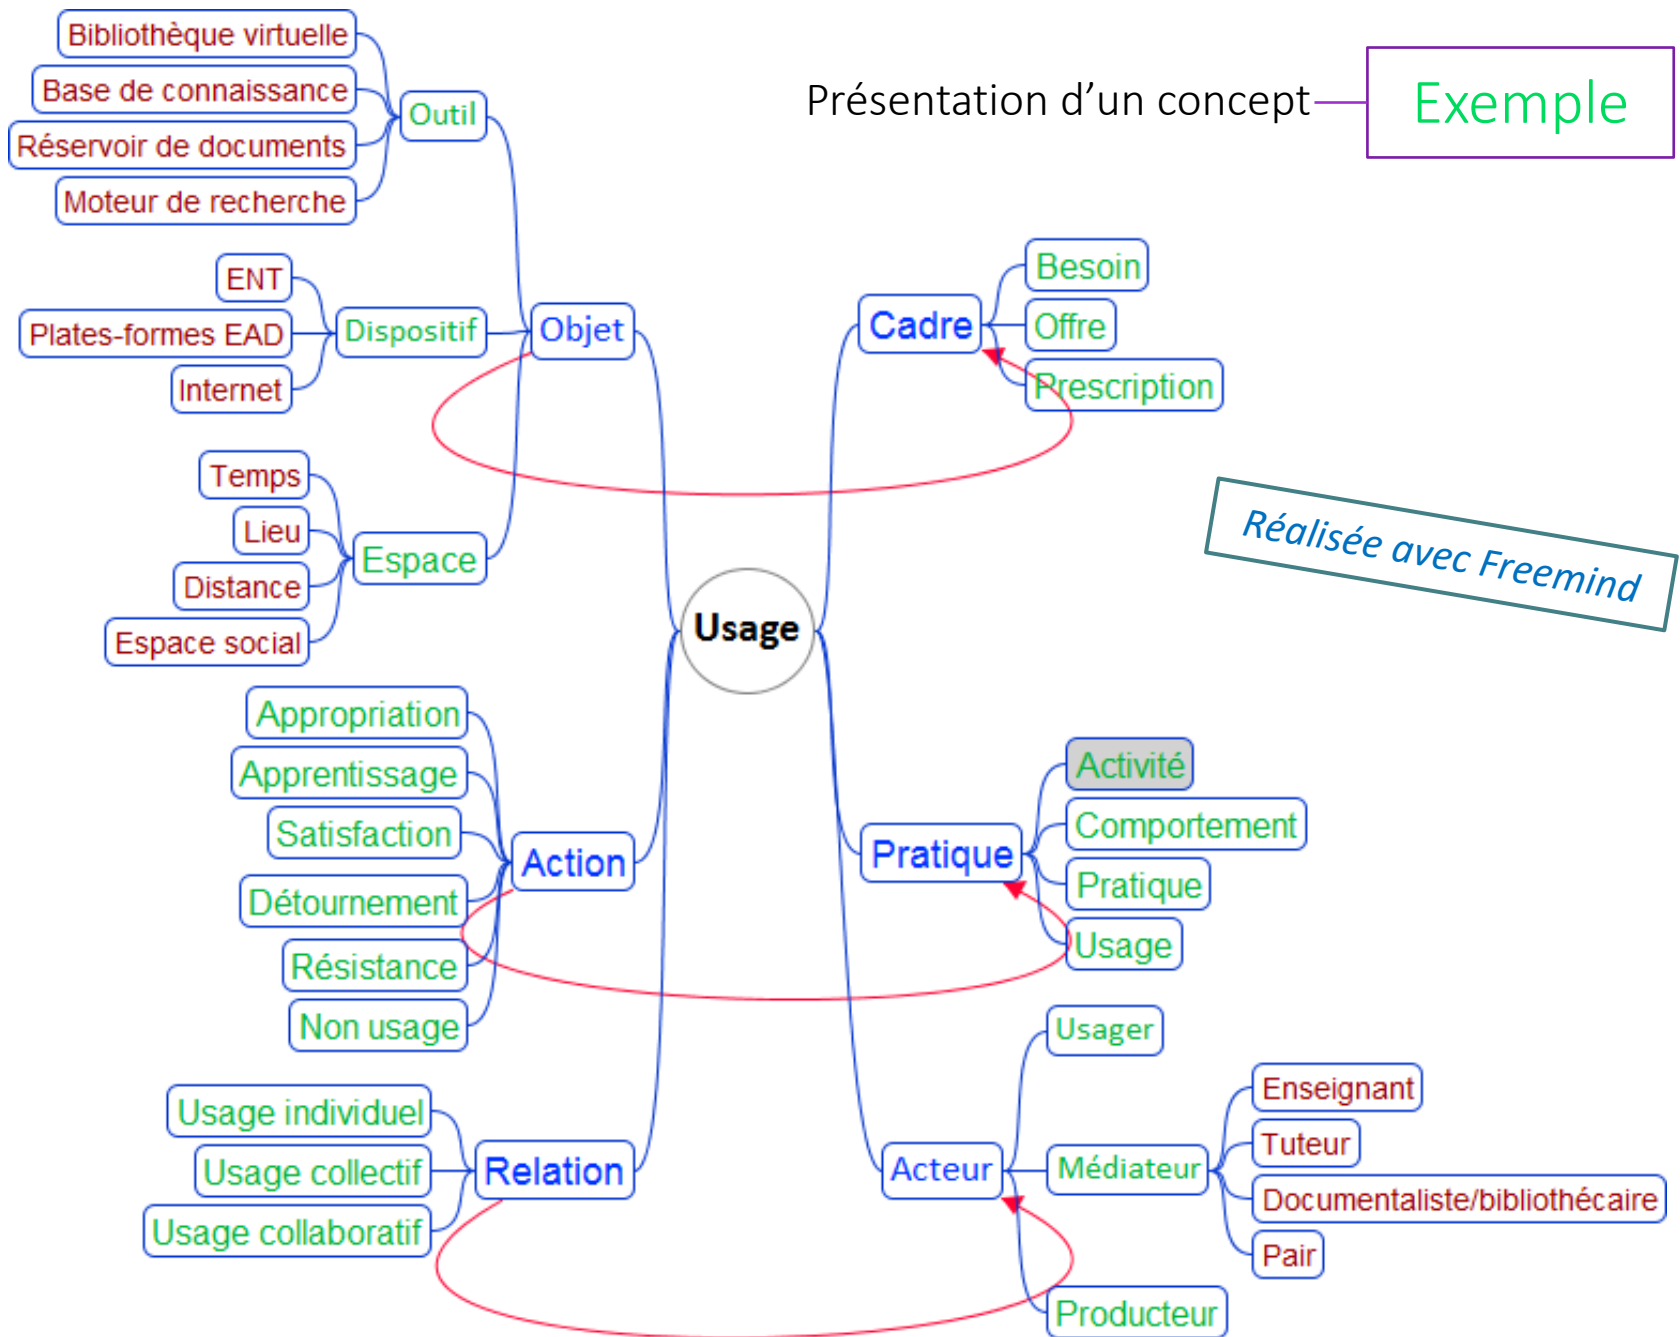 Présentation d’un concept
Exemple
Réalisée avec Freemind
Usage
Objet
Outil
Bibliothèque virtuelle
Base de connaissance
Réservoir de documents
Moteur de recherche
Dispositif
ENT
Plates-formes EAD
Internet
Espace
Temps
Lieu
Distance
Espace social
Action
Appropriation
Apprentissage
Satisfaction
Détournement
Résistance
Non usage
Relation
Usage individuel
Usage collectif
Usage collaboratif
Cadre
Besoin
Offre
Prescription
Pratique
Activité
Comportement
Pratique
Usage
Acteur
Usager
Médiateur
Enseignant
Tuteur
Documentaliste/bibliothécaire
Pair
Producteur